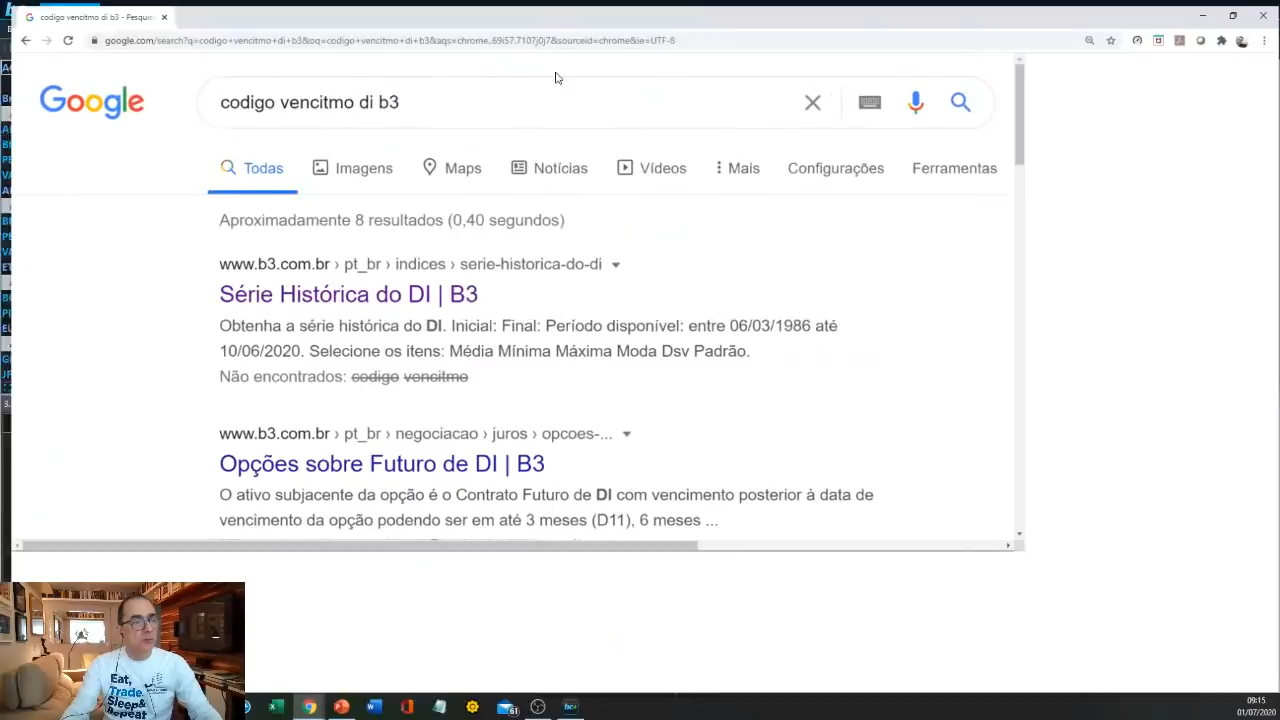 codigo vencitmo di b3 - Pesquis
google.com/search?q=codigo+vencitmo+di+b3&oq=codigo+vencitmo+di+b3&aqs=chrome..69i57.7107j0j7&sourceid=chrome&ie=UTF-8
Google
codigo vencitmo di b3
Todas Imagens Maps Notícias Vídeos Mais Configurações Ferramentas
Aproximadamente 8 resultados (0,40 segundos)
www.b3.com.br › pt_br › indices › serie-historica-do-di
Série Histórica do DI | B3
Obtenha a série histórica do DI. Inicial: Final: Período disponível: entre 06/03/1986 até
10/06/2020. Selecione os itens: Média Mínima Máxima Moda Dsv Padrão.
Não encontrados: codigo vencitmo
www.b3.com.br › pt_br › negociacao › juros › opcoes-...
Opções sobre Futuro de DI | B3
O ativo subjacente da opção é o Contrato Futuro de DI com vencimento posterior à data de
vencimento da opção podendo ser em até 3 meses (D11), 6 meses ...
Eat,
Trade
Sleep&
Repeat
61
09:15
01/07/2020